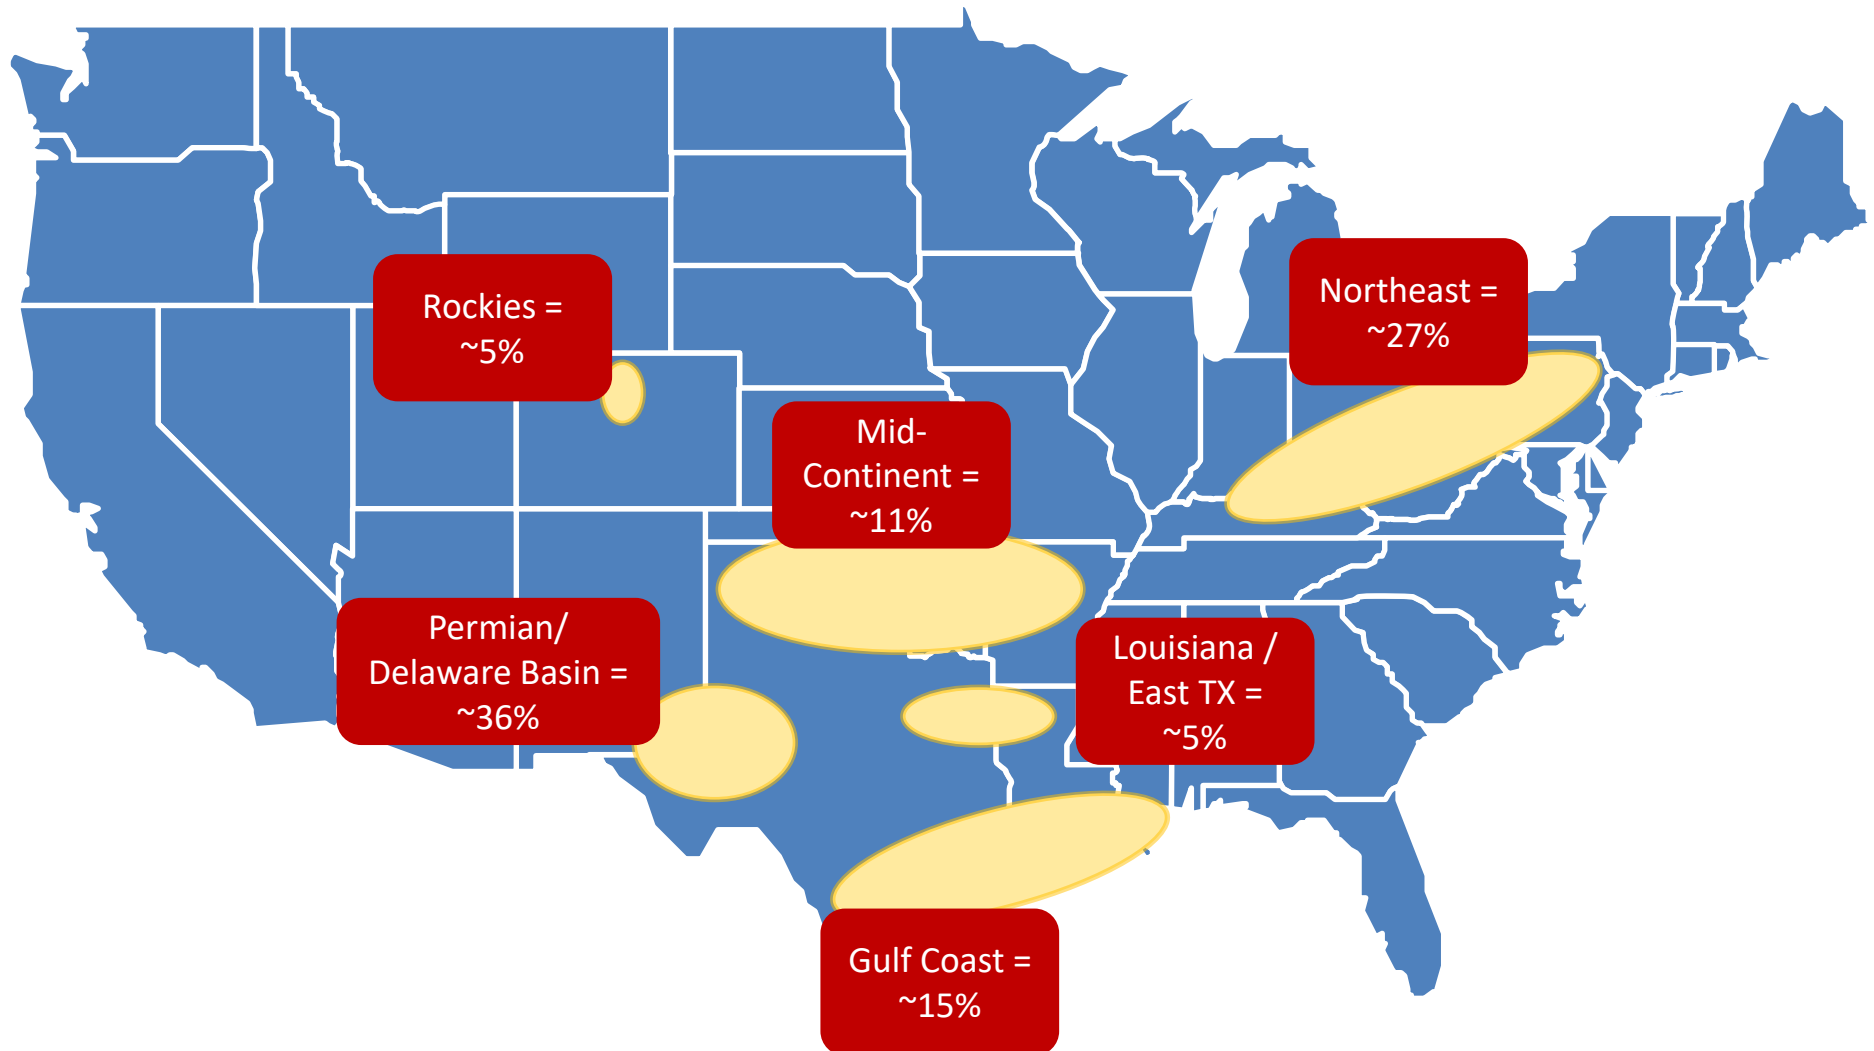 Rockies =
~5%
Northeast =
~27%
Mid-
Continent =
~11%
Permian/
Delaware Basin =
~36%
Louisiana /
East TX =
~5%
Gulf Coast =
~15%